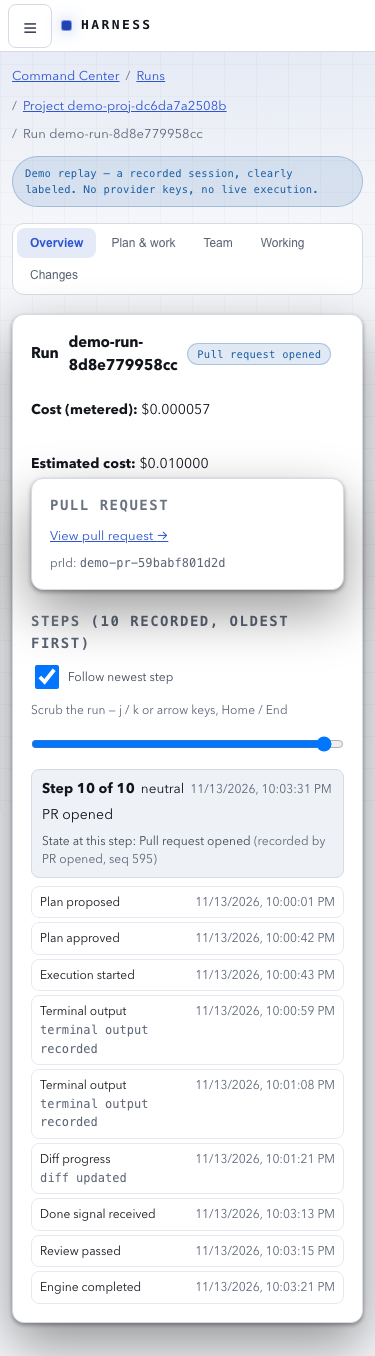 HARNESS
Command Center / Runs
/ Project demo-proj-dc6da7a2508b
/ Run demo-run-8d8e779958cc
Demo replay — a recorded session, clearly
labeled. No provider keys, no live execution.
Overview Plan & work Team Working
Changes
Run demo-run-
8d8e779958cc Pull request opened
Cost (metered): $0.000057
Estimated cost: $0.010000
PULL REQUEST
View pull request →
prId: demo-pr-59babf801d2d
STEPS (10 RECORDED, OLDEST
FIRST)
Follow newest step
Scrub the run — j / k or arrow keys, Home / End
Step 10 of 10 neutral 11/13/2026, 10:03:31 PM
PR opened
State at this step: Pull request opened (recorded by
PR opened, seq 595)
Plan proposed 11/13/2026, 10:00:01 PM
Plan approved 11/13/2026, 10:00:42 PM
Execution started 11/13/2026, 10:00:43 PM
Terminal output 11/13/2026, 10:00:59 PM
terminal output
recorded
Terminal output 11/13/2026, 10:01:08 PM
terminal output
recorded
Diff progress 11/13/2026, 10:01:21 PM
diff updated
Done signal received 11/13/2026, 10:03:13 PM
Review passed 11/13/2026, 10:03:15 PM
Engine completed 11/13/2026, 10:03:21 PM